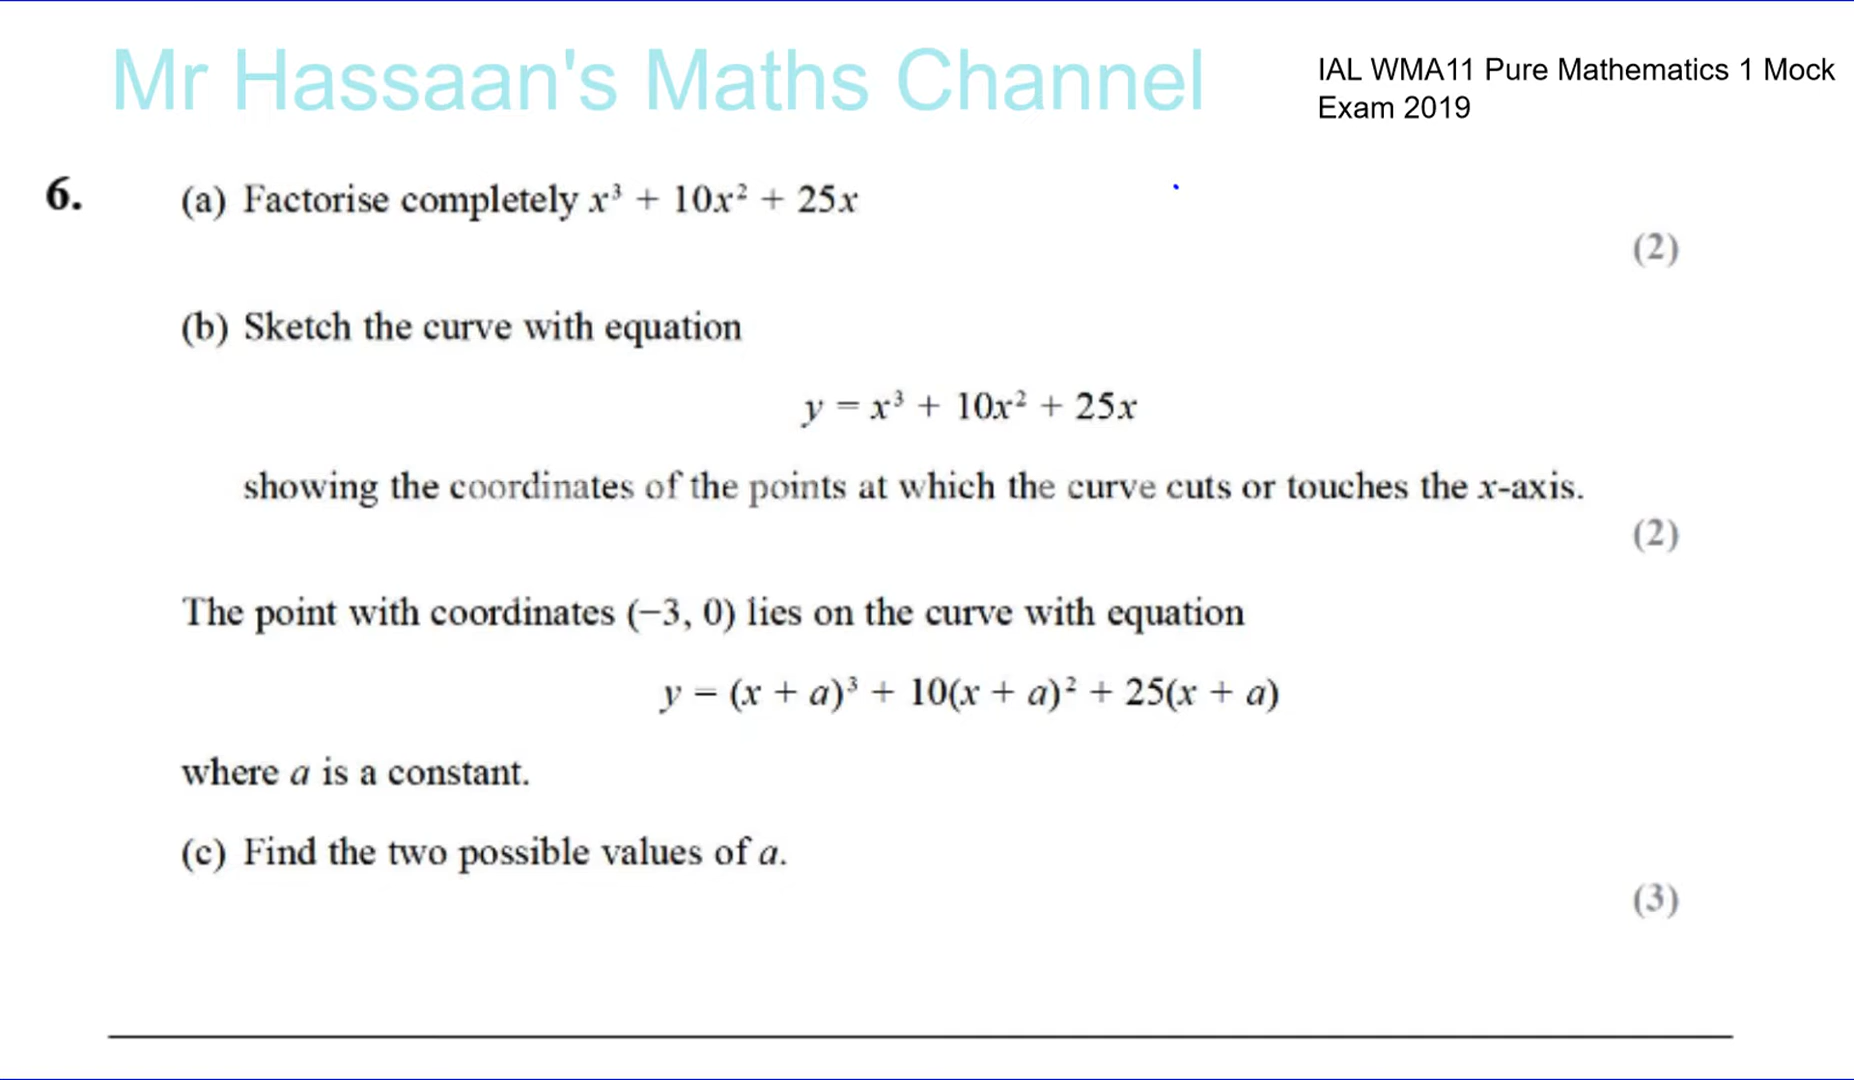 Mr Hassaan's Maths Channel
IAL WMA11 Pure Mathematics 1 Mock
Exam 2019
6. (a) Factorise completely x³ + 10x² + 25x
(2)
(b) Sketch the curve with equation
y = x³ + 10x² + 25x
showing the coordinates of the points at which the curve cuts or touches the x-axis.
(2)
The point with coordinates (−3, 0) lies on the curve with equation
y = (x + a)³ + 10(x + a)² + 25(x + a)
where a is a constant.
(c) Find the two possible values of a.
(3)